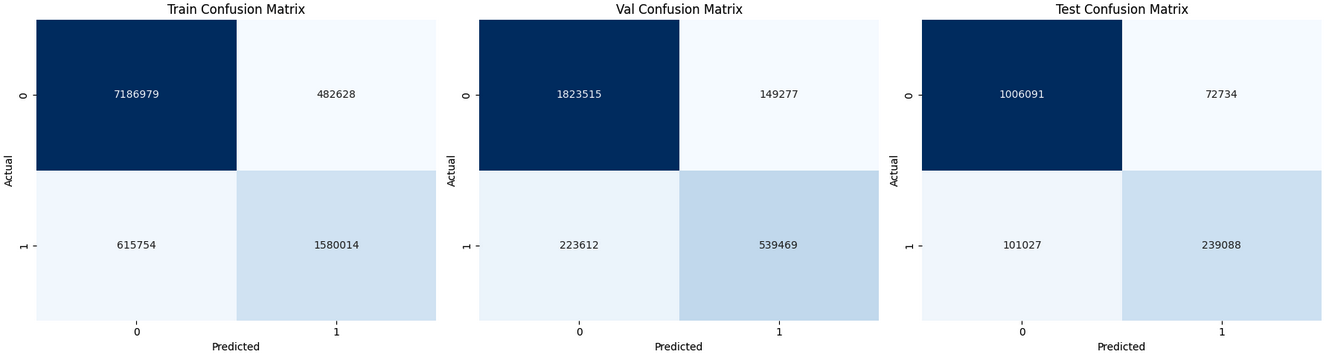 Train Confusion Matrix
Actual
0
7186979 482628
1
615754 1580014
0 1
Predicted
Val Confusion Matrix
Actual
0
1823515 149277
1
223612 539469
0 1
Predicted
Test Confusion Matrix
Actual
0
1006091 72734
1
101027 239088
0 1
Predicted